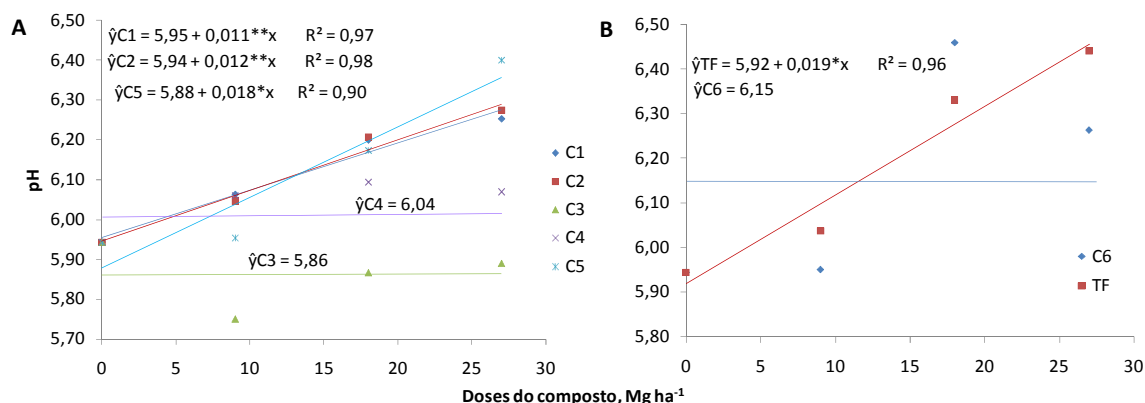 A
ŷC1 = 5,95 + 0,011**x R² = 0,97
ŷC2 = 5,94 + 0,012**x R² = 0,98
ŷC5 = 5,88 + 0,018*x R² = 0,90
ŷC4 = 6,04
ŷC3 = 5,86
pH
6,50
6,40
6,30
6,20
6,10
6,00
5,90
5,80
5,70
0 5 10 15 20 25 30
C1
C2
C3
C4
C5
B
ŷTF = 5,92 + 0,019*x R² = 0,96
ŷC6 = 6,15
6,50
6,40
6,30
6,20
6,10
6,00
5,90
5,80
0 5 10 15 20 25 30
C6
TF
Doses do composto, Mg ha⁻¹